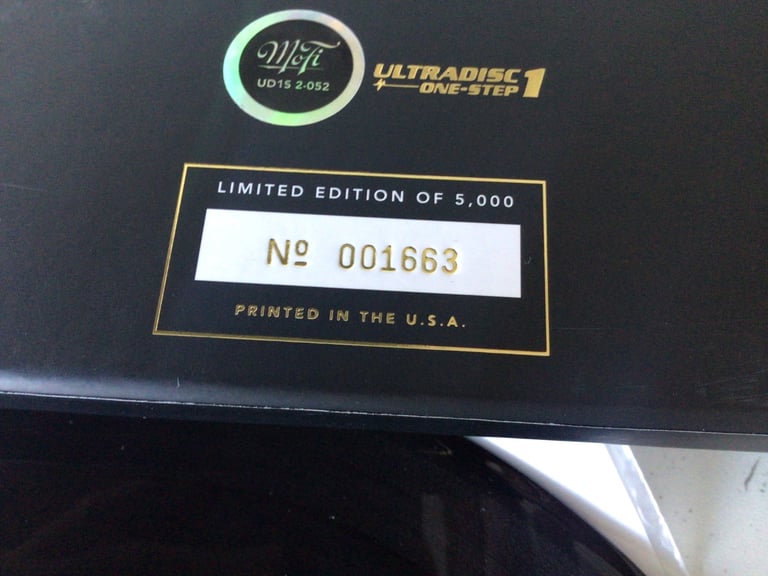 MoFi
UD1S 2-052
ULTRADISC
ONE-STEP 1
LIMITED EDITION OF 5,000
Nº 001663
PRINTED IN THE U.S.A.